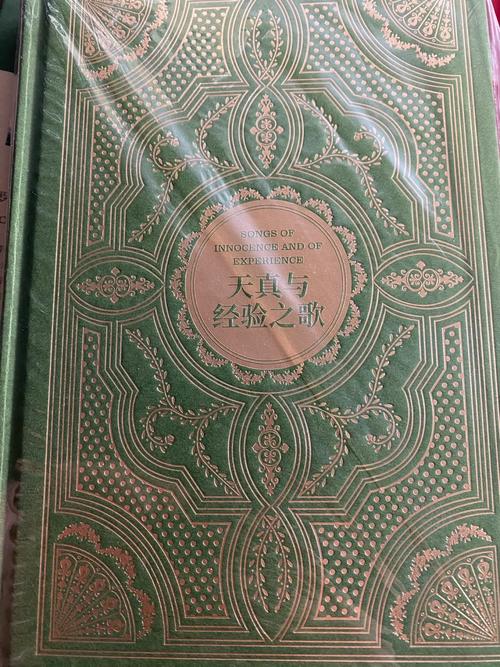 SONGS OF
INNOCENCE AND OF
EXPERIENCE
天真与
经验之歌